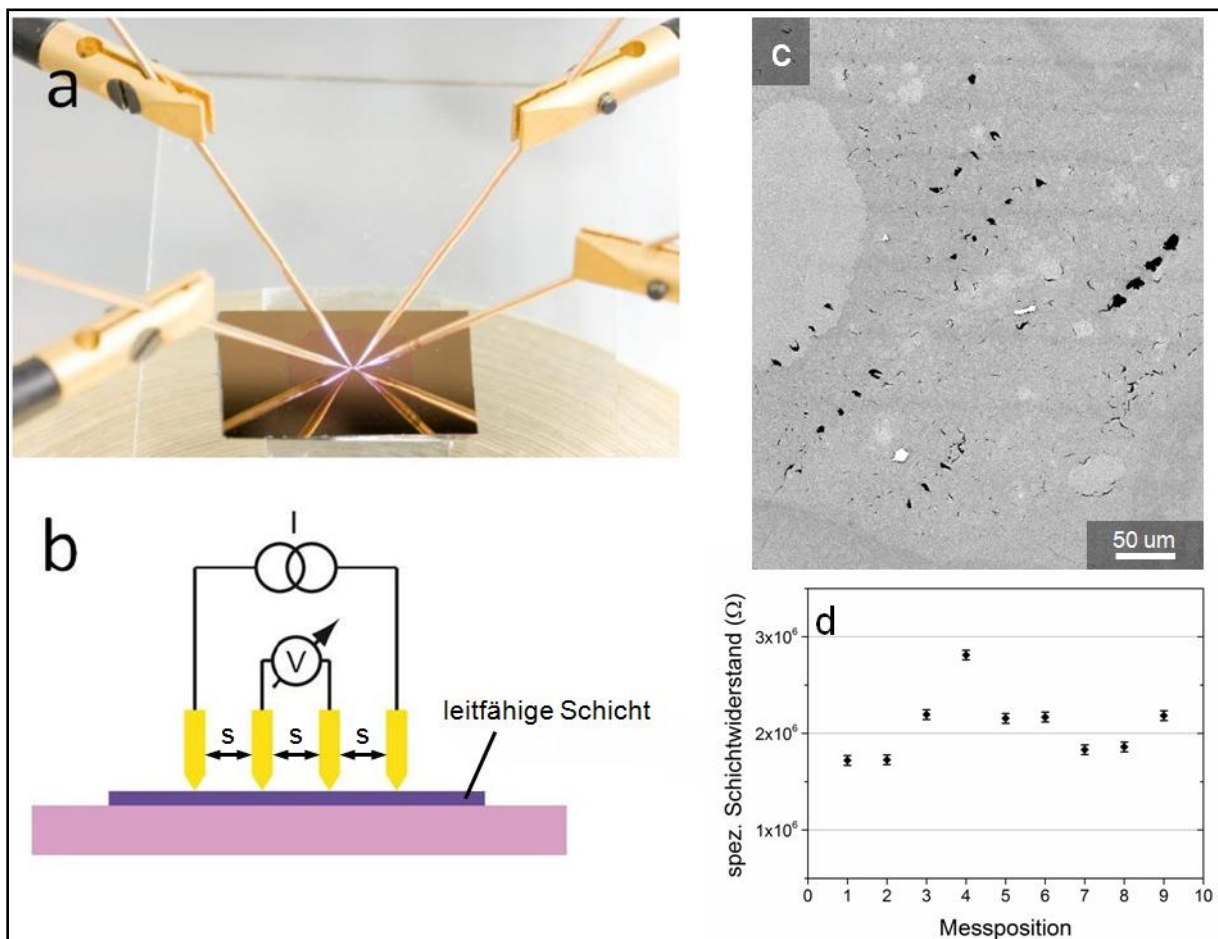 a
b
I
V
s
s
s
leitfähige Schicht
c
50 um
d
spez. Schichtwiderstand (Ω)
3x10⁶
2x10⁶
1x10⁶
0 1 2 3 4 5 6 7 8 9 10
Messposition